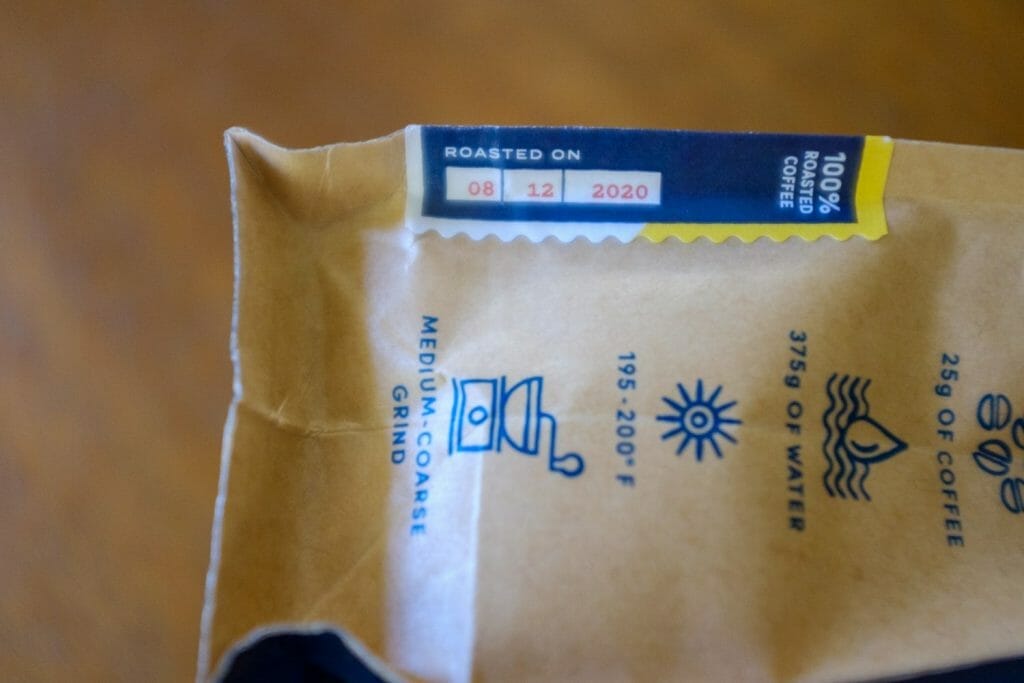 ROASTED ON
08 12 2020
100%
ROASTED
COFFEE
25g OF COFFEE
375g OF WATER
195 - 200° F
MEDIUM-COARSE
GRIND